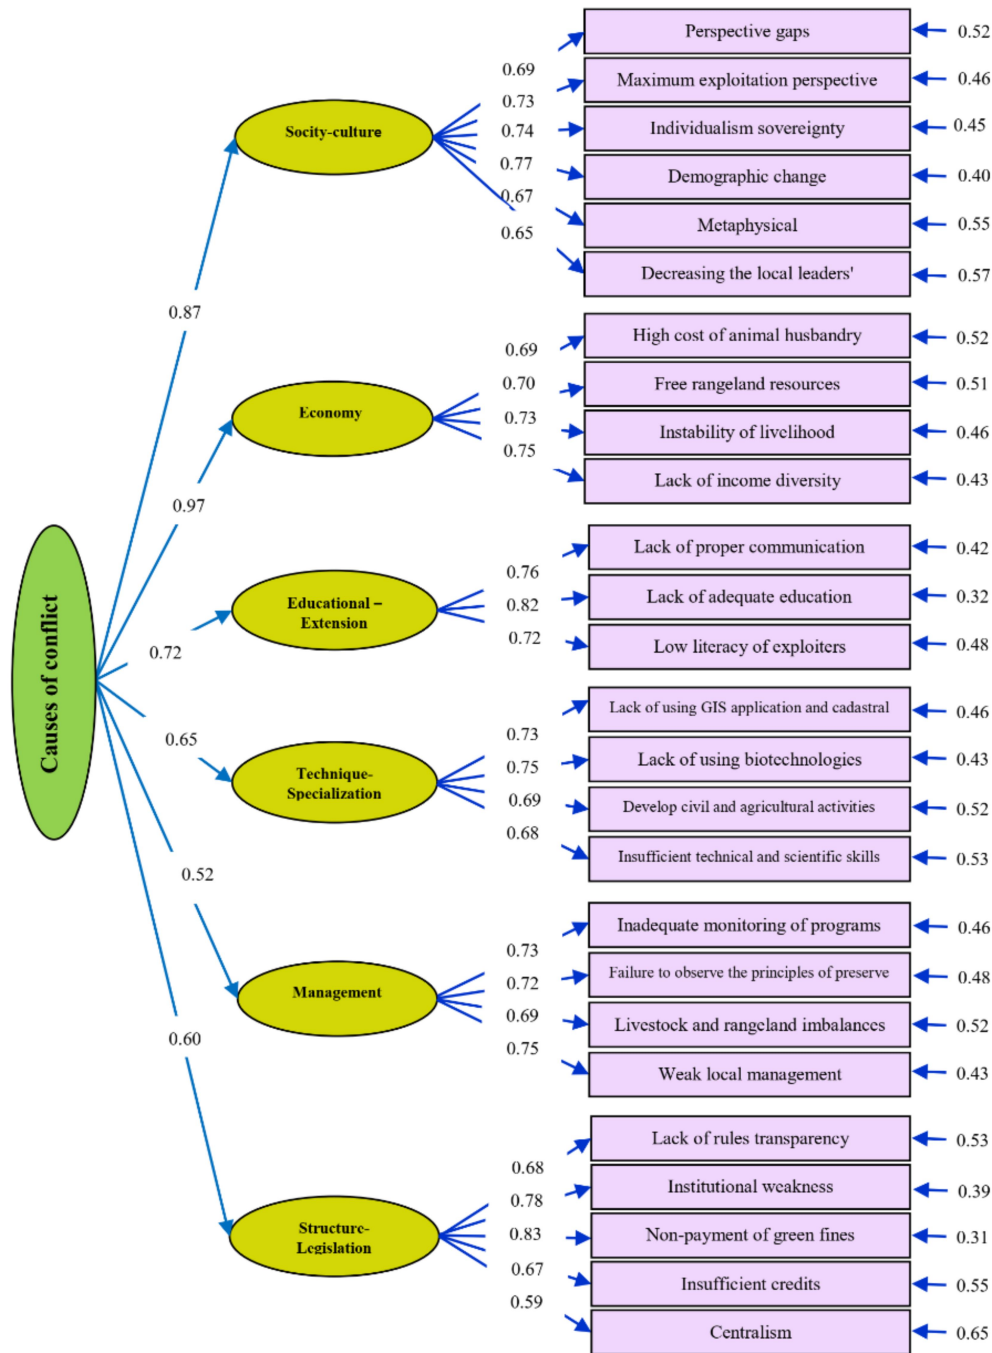 Causes of conflict
0.87
0.97
0.72
0.65
0.52
0.60
Socity-culture
0.69
0.73
0.74
0.77
0.67
0.65
Perspective gaps
0.52
Maximum exploitation perspective
0.46
Individualism sovereignty
0.45
Demographic change
0.40
Metaphysical
0.55
Decreasing the local leaders'
0.57
Economy
0.69
0.70
0.73
0.75
High cost of animal husbandry
0.52
Free rangeland resources
0.51
Instability of livelihood
0.46
Lack of income diversity
0.43
Educational –
Extension
0.76
0.82
0.72
Lack of proper communication
0.42
Lack of adequate education
0.32
Low literacy of exploiters
0.48
Technique-
Specialization
0.73
0.75
0.69
0.68
Lack of using GIS application and cadastral
0.46
Lack of using biotechnologies
0.43
Develop civil and agricultural activities
0.52
Insufficient technical and scientific skills
0.53
Management
0.73
0.72
0.69
0.75
Inadequate monitoring of programs
0.46
Failure to observe the principles of preserve
0.48
Livestock and rangeland imbalances
0.52
Weak local management
0.43
Structure-
Legislation
0.68
0.78
0.83
0.67
0.59
Lack of rules transparency
0.53
Institutional weakness
0.39
Non-payment of green fines
0.31
Insufficient credits
0.55
Centralism
0.65